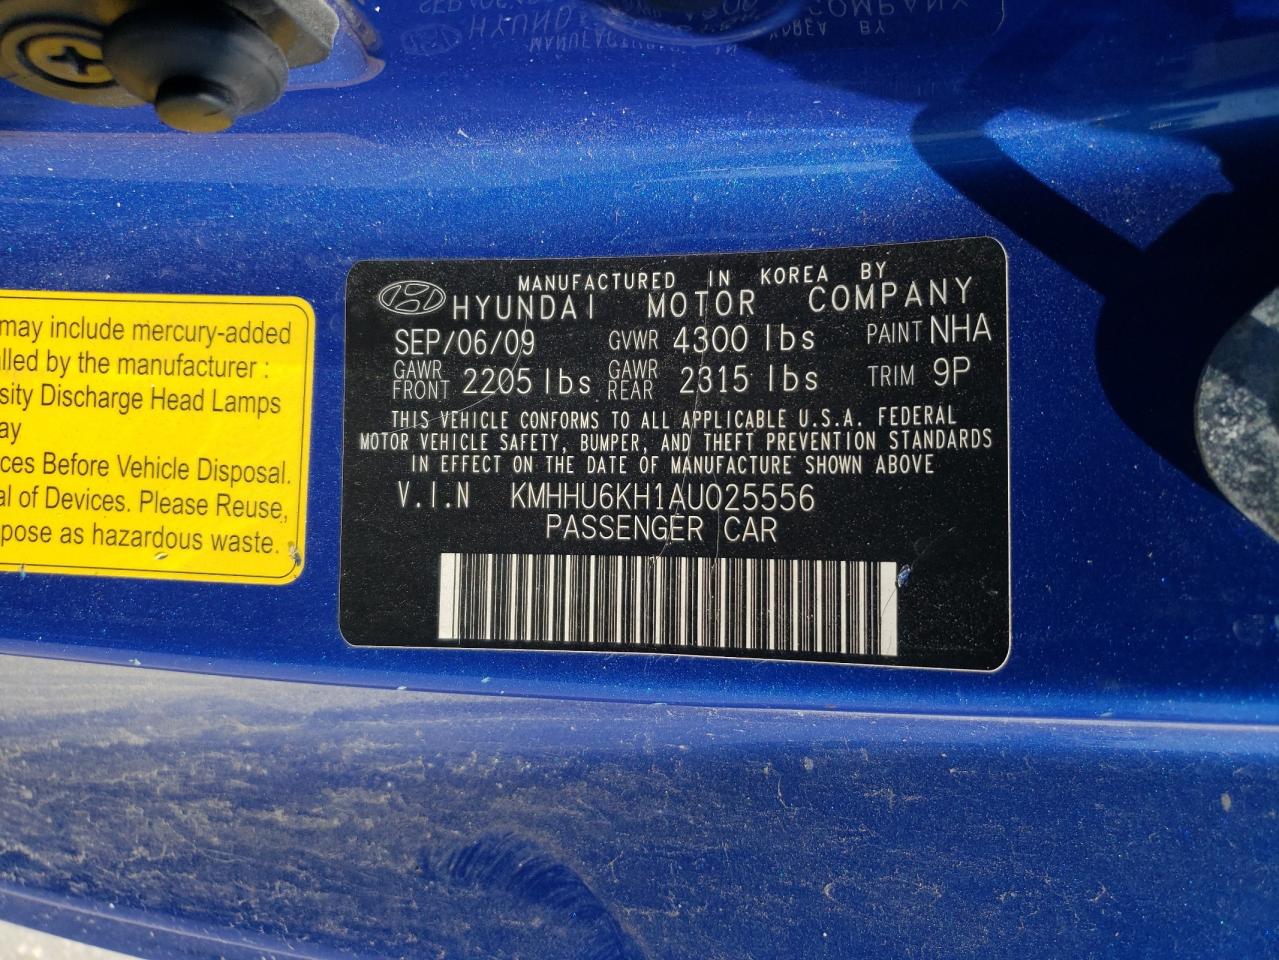 may include mercury-added
lled by the manufacturer :
sity Discharge Head Lamps
ay
ces Before Vehicle Disposal.
al of Devices. Please Reuse,
pose as hazardous waste.
MANUFACTURED IN KOREA BY
HYUNDAI MOTOR COMPANY
SEP/06/09 GVWR 4300 lbs PAINT NHA
GAWR FRONT 2205 lbs GAWR REAR 2315 lbs TRIM 9P
THIS VEHICLE CONFORMS TO ALL APPLICABLE U.S.A. FEDERAL
MOTOR VEHICLE SAFETY, BUMPER, AND THEFT PREVENTION STANDARDS
IN EFFECT ON THE DATE OF MANUFACTURE SHOWN ABOVE
V.I.N KMHHU6KH1AU025556
PASSENGER CAR